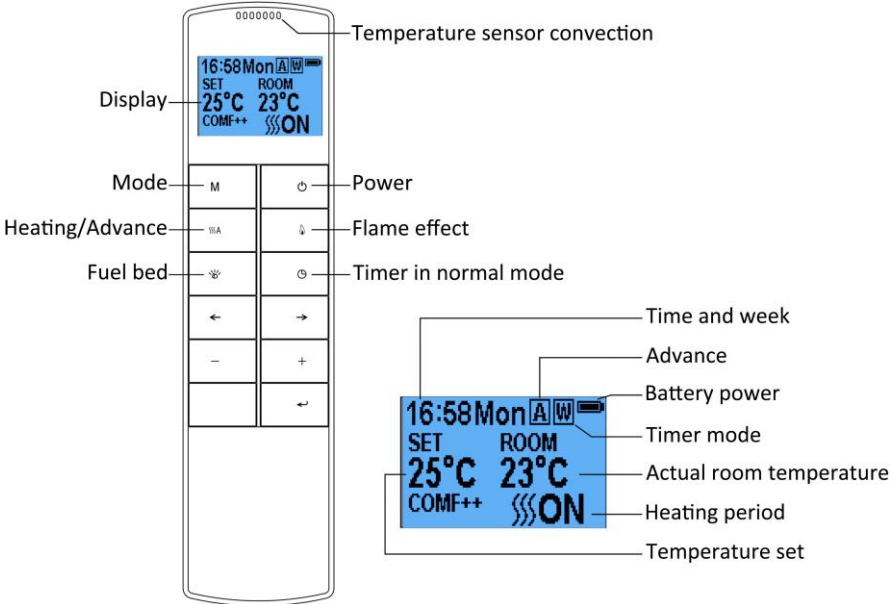 0000000
Temperature sensor convection
16:58Mon A W
SET ROOM
25°C 23°C
COMF++ ON
Display
Mode
M
Power
Heating/Advance
A
Flame effect
Fuel bed
Timer in normal mode
← →
− +
↵
Time and week
Advance
Battery power
Timer mode
Actual room temperature
Heating period
Temperature set
16:58Mon A W
SET ROOM
25°C 23°C
COMF++ ON